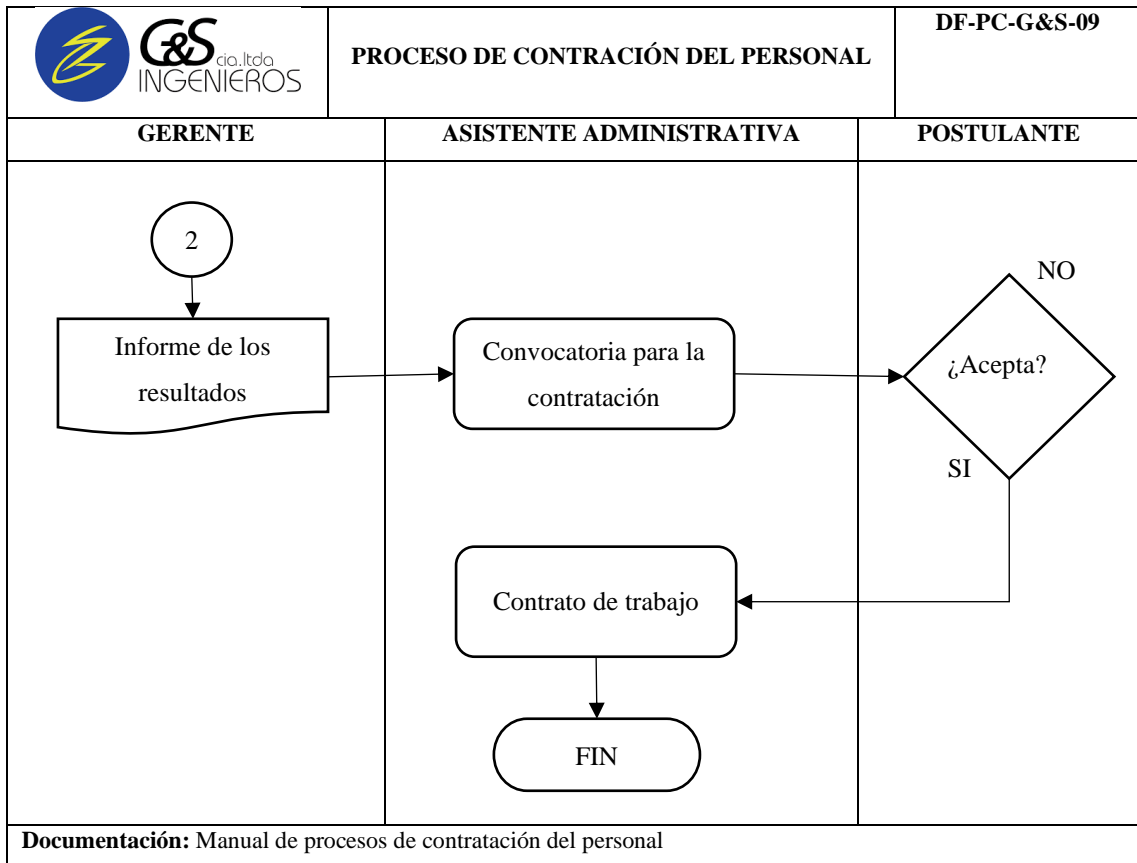 G&S cia.ltda
INGENIEROS
PROCESO DE CONTRACIÓN DEL PERSONAL
DF-PC-G&S-09
GERENTE
ASISTENTE ADMINISTRATIVA
POSTULANTE
2
Informe de los
resultados
Convocatoria para la
contratación
¿Acepta?
NO
SI
Contrato de trabajo
FIN
Documentación: Manual de procesos de contratación del personal